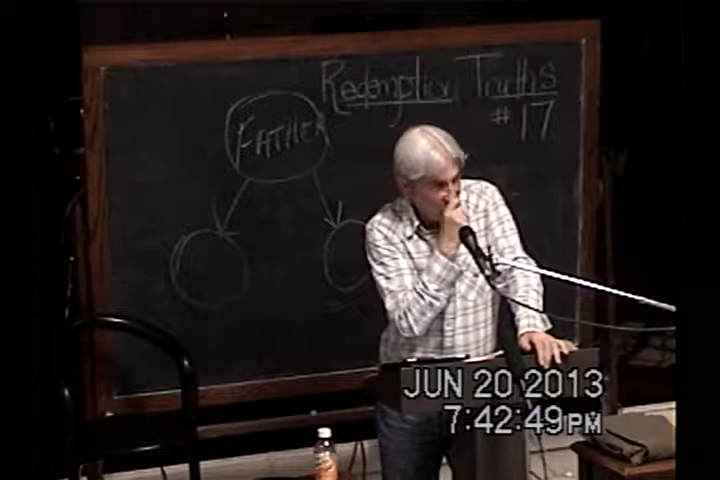 Redemption Truths
#17
FATHER
JUN 20 2013
7:42:49PM